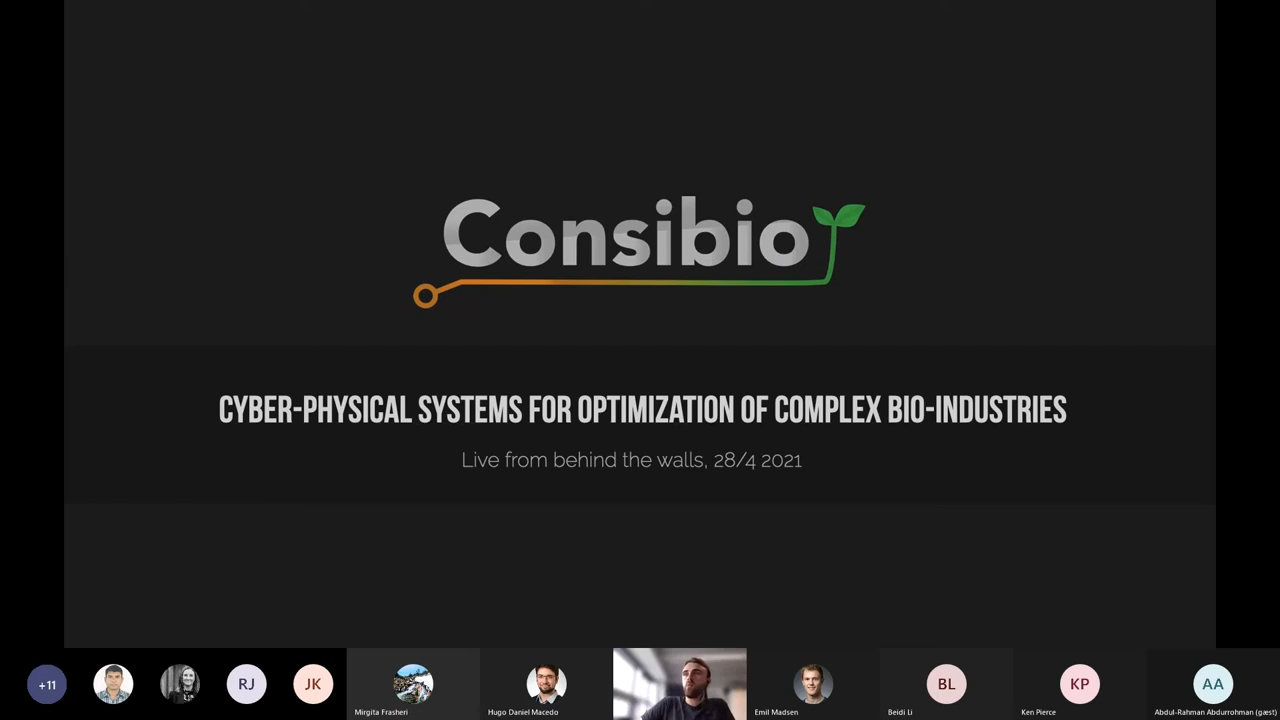 Consibio
CYBER-PHYSICAL SYSTEMS FOR OPTIMIZATION OF COMPLEX BIO-INDUSTRIES
Live from behind the walls, 28/4 2021
+11
RJ
JK
Mirgita Frasheri
Hugo Daniel Macedo
Emil Madsen
BL
Beidi Li
KP
Ken Pierce
AA
Abdul-Rahman Abdurrohman (gæst)